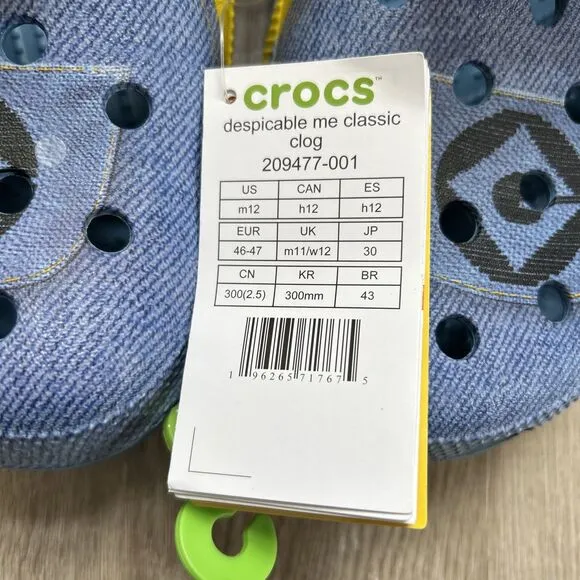 crocs™
despicable me classic
clog
209477-001
US CAN ES
m12 h12 h12
EUR UK JP
46-47 m11/w12 30
CN KR BR
300(2.5) 300mm 43
1 96265 71767 5